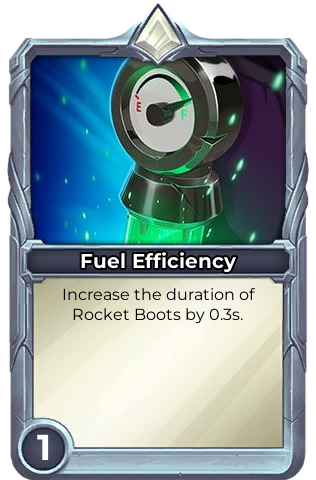 E
F
Fuel Efficiency
Increase the duration of
Rocket Boots by 0.3s.
1